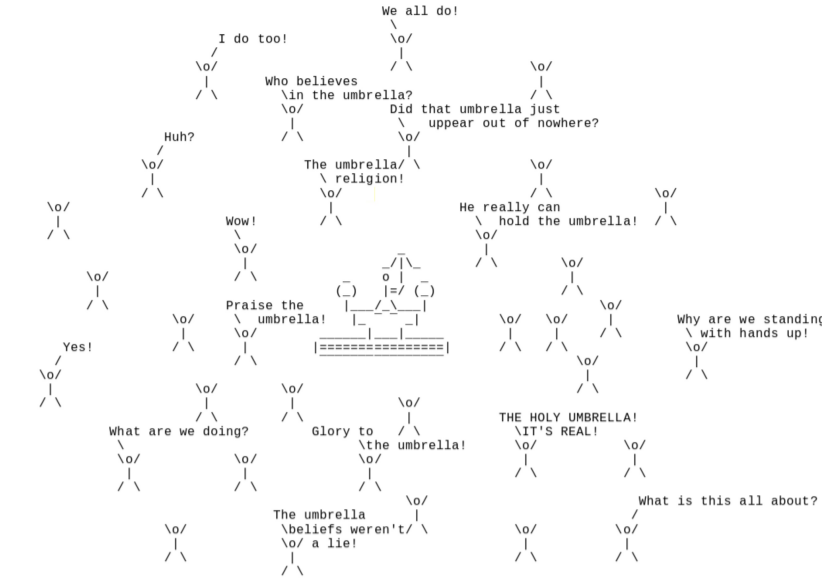 We all do!
I do too!
Who believes
in the umbrella?
Did that umbrella just
uppear out of nowhere?
Huh?
The umbrella
religion!
He really can
hold the umbrella!
Wow!
Praise the
umbrella!
Why are we standing
with hands up!
Yes!
THE HOLY UMBRELLA!
IT'S REAL!
What are we doing?
Glory to
the umbrella!
What is this all about?
The umbrella
beliefs weren't
a lie!